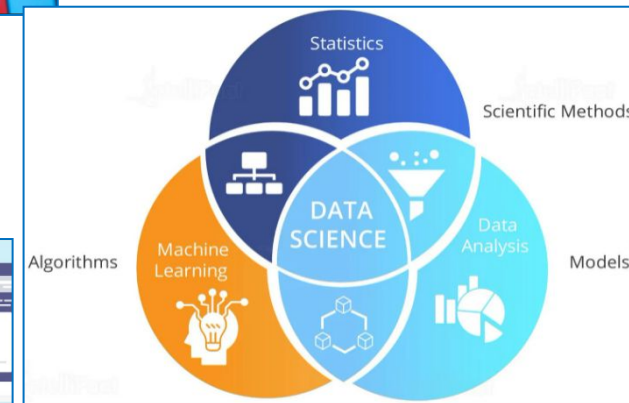 Statistics
Scientific Methods
DATA
SCIENCE
Data
Analysis
Machine
Learning
Algorithms
Models